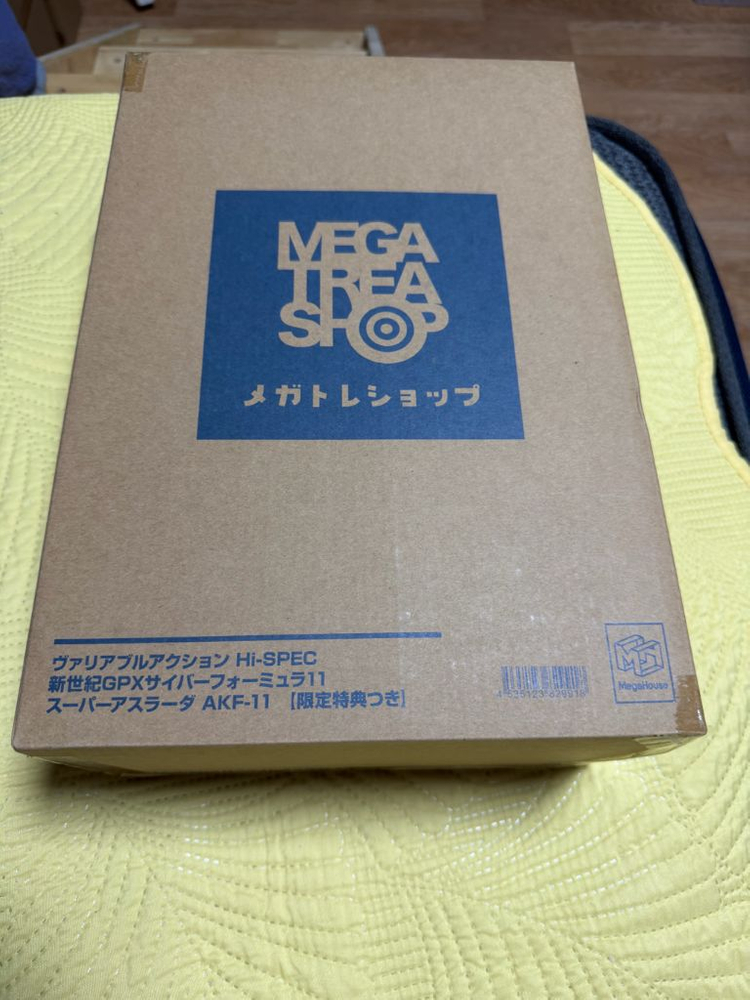 MEGA
TREA
SHOP
メガトレショップ
ヴァリアブルアクション Hi-SPEC
新世紀GPXサイバーフォーミュラ11
スーパーアスラーダ AKF-11 【限定特典つき】
MegaHouse